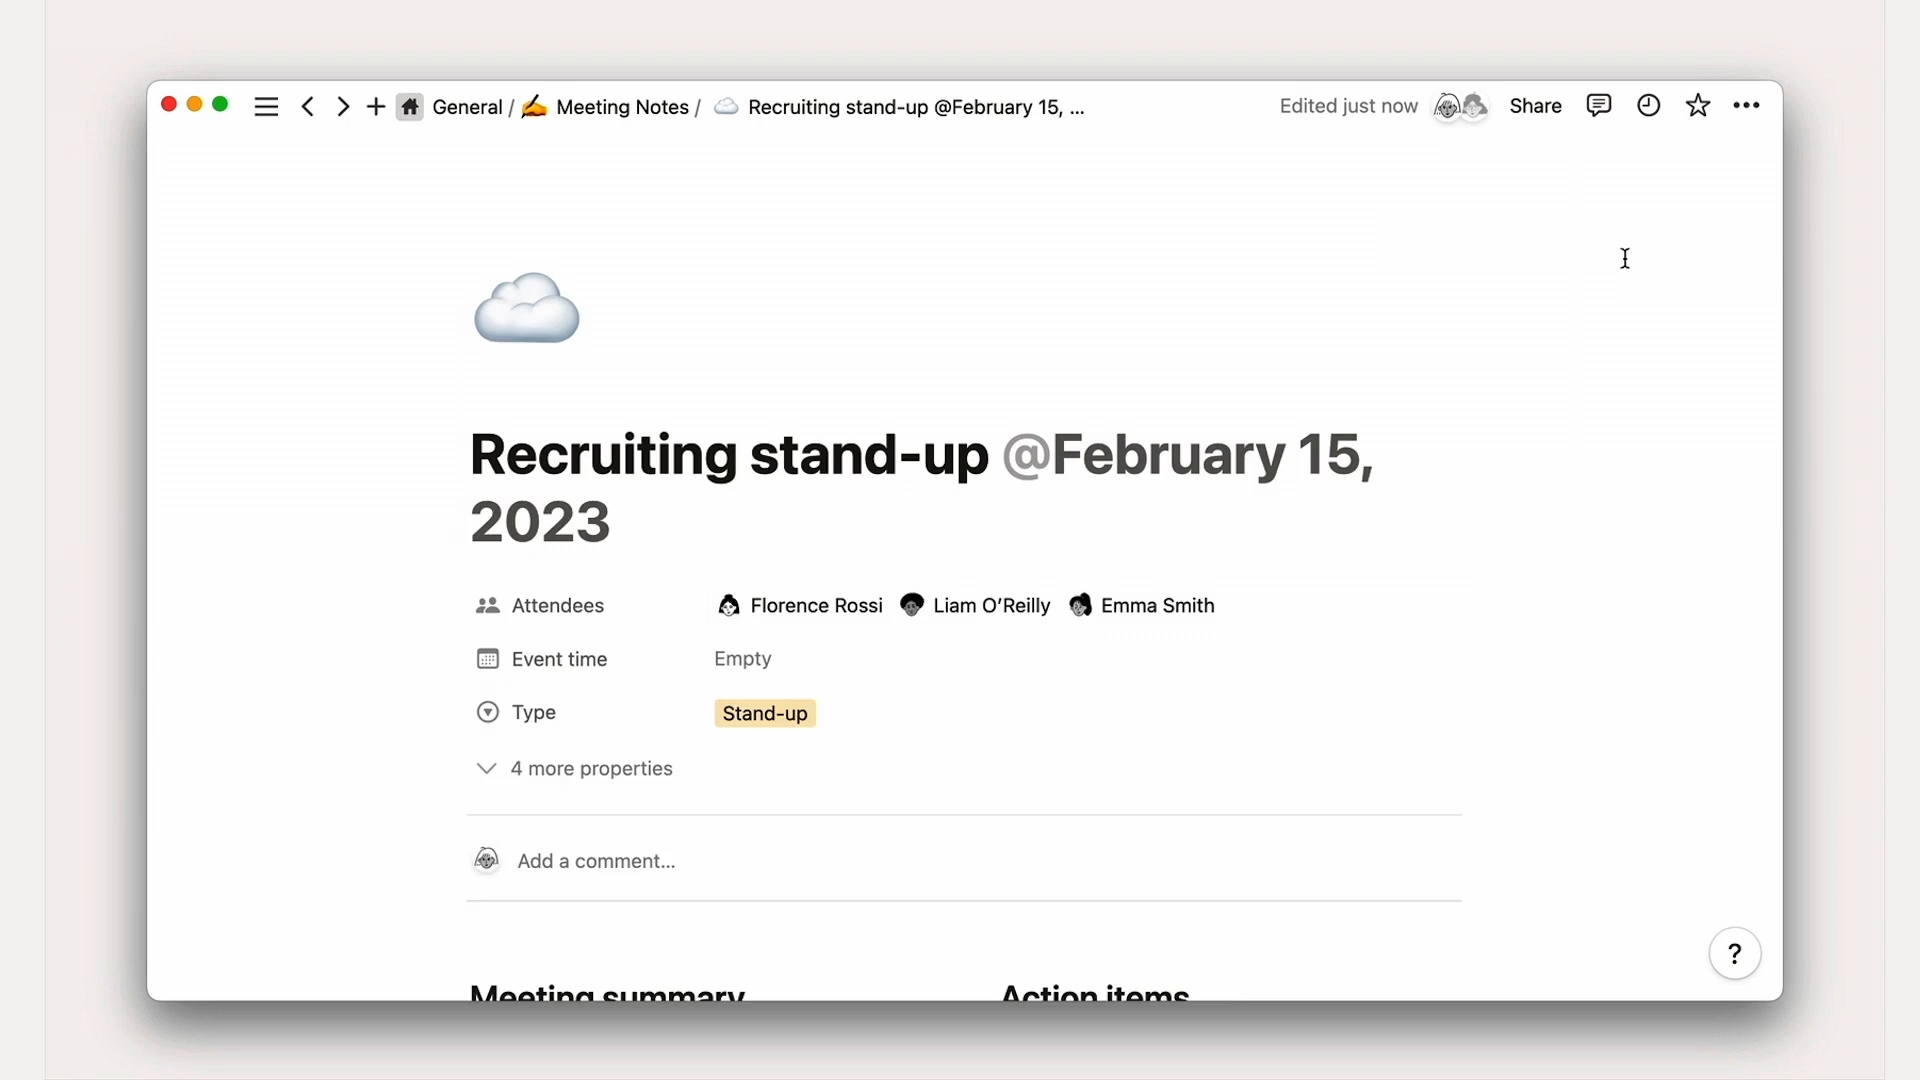 General / Meeting Notes / Recruiting stand-up @February 15, ... Edited just now Share
Recruiting stand-up @February 15,
2023
Attendees Florence Rossi Liam O’Reilly Emma Smith
Event time Empty
Type Stand-up
4 more properties
Add a comment...
?
Meeting summary Action items